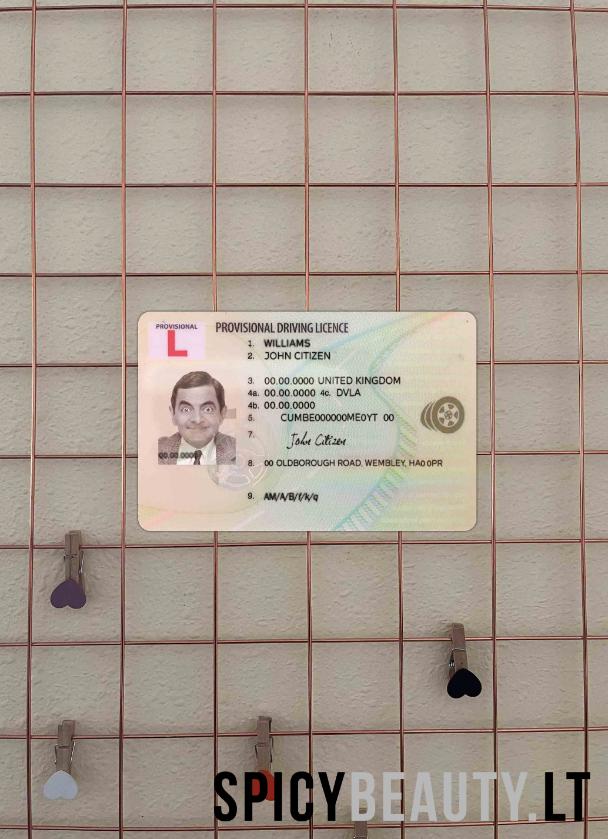 PROVISIONAL
L
PROVISIONAL DRIVING LICENCE
1. WILLIAMS
2. JOHN CITIZEN
3. 00.00.0000 UNITED KINGDOM
4a. 00.00.0000 4c. DVLA
4b. 00.00.0000
5. CUMBE000000ME0YT 00
7. John Citizen
8. 00 OLDBOROUGH ROAD, WEMBLEY, HA0 0PR
00.00.0000
9. AM/A/B/f/k/q
SPICYBEAUTY.LT